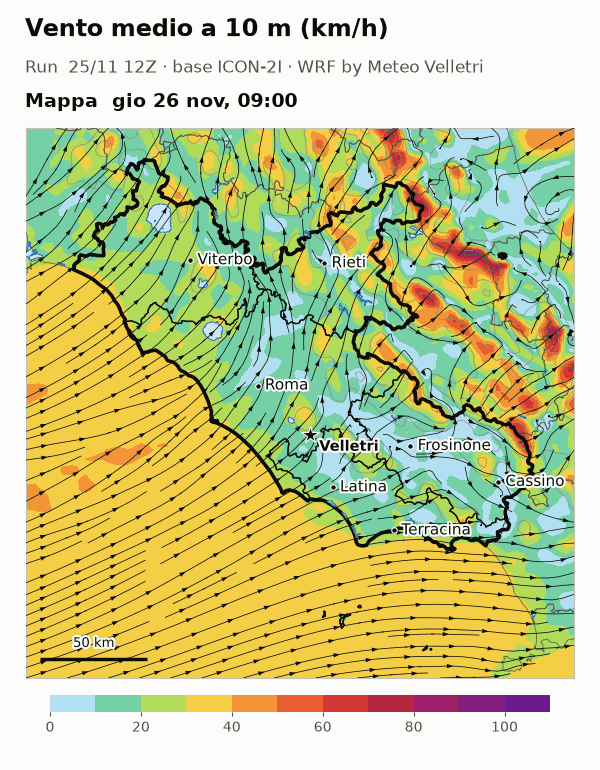 Vento medio a 10 m (km/h)
Run  25/11 12Z · base ICON-2I · WRF by Meteo Velletri
Mappa  gio 26 nov, 09:00
Viterbo
Rieti
Roma
Velletri
Frosinone
Cassino
Latina
Terracina
50 km
0 20 40 60 80 100